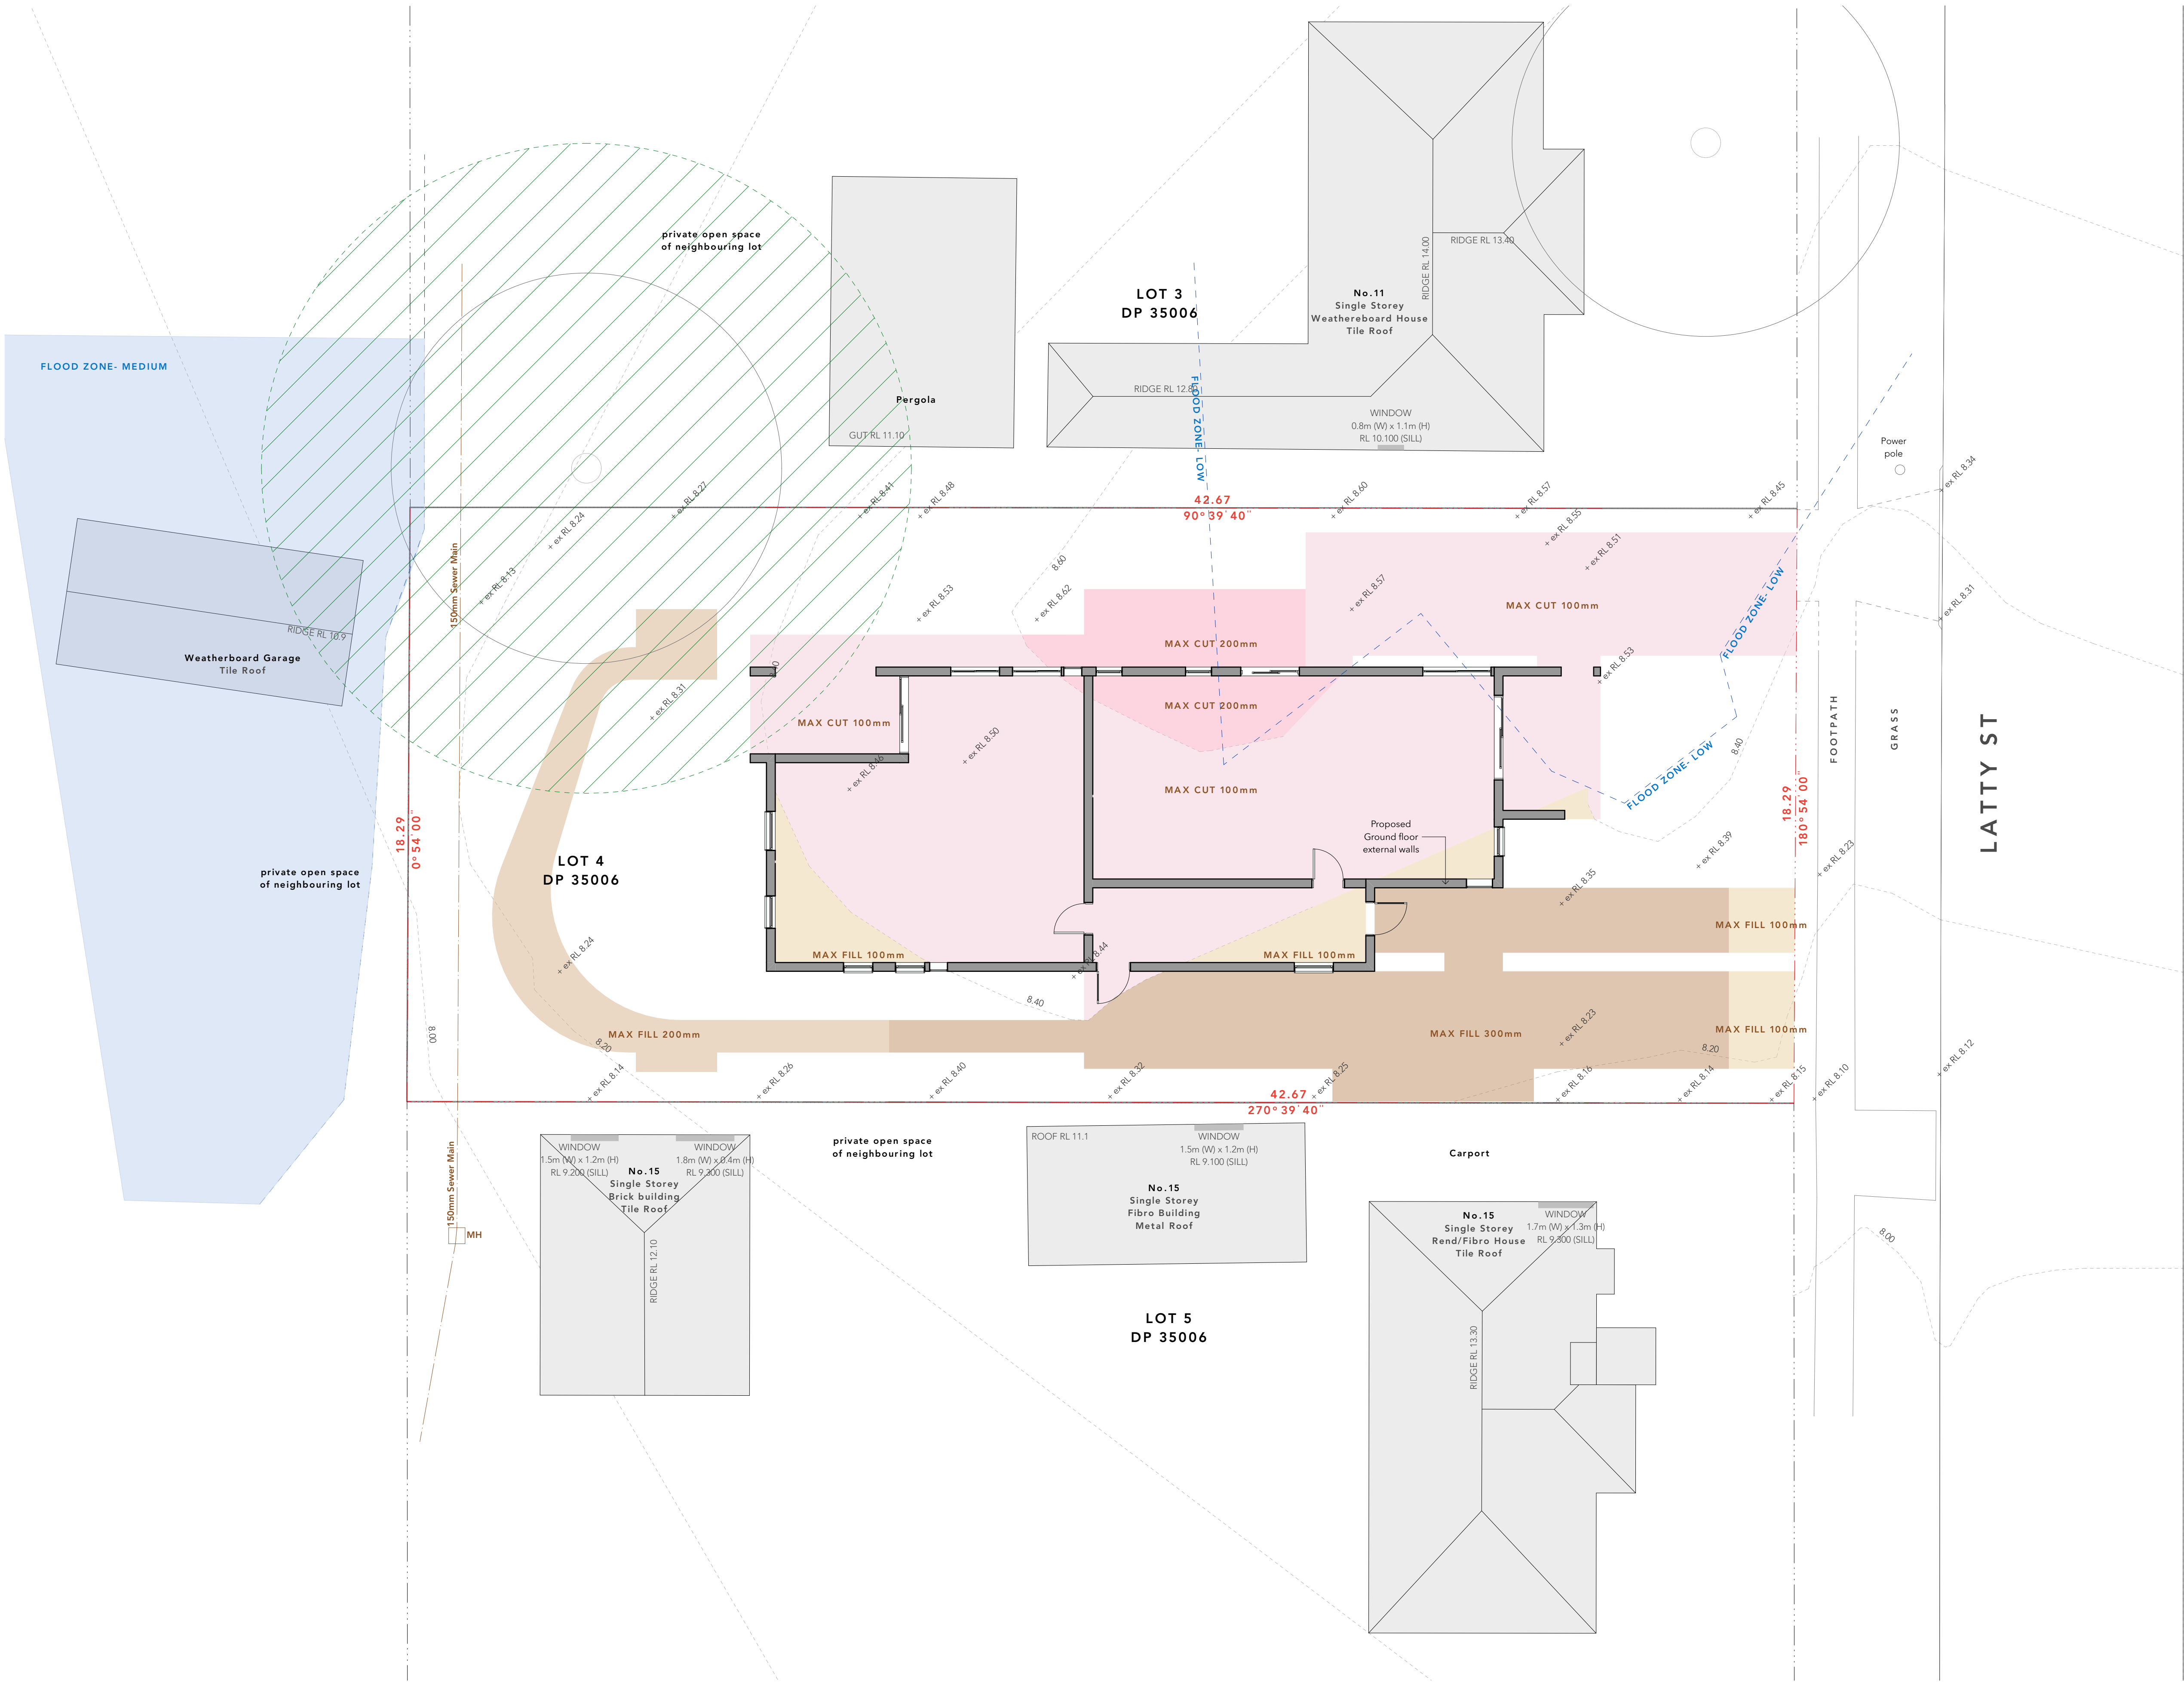 private open space
of neighbouring lot
FLOOD ZONE- MEDIUM
Pergola
GUT RL 11.10
LOT 3
DP 35006
No.11
Single Storey
Weathereboard House
Tile Roof
RIDGE RL 14.00
RIDGE RL 13.40
RIDGE RL 12.8
FLOOD ZONE- LOW
WINDOW
0.8m (W) x 1.1m (H)
RL 10.100 (SILL)
Power
pole
+ ex RL 8.34
+ ex RL 8.24
+ ex RL 8.27
+ ex RL 8.41
+ ex RL 8.48
42.67
90°39'40"
+ ex RL 8.60
+ ex RL 8.57
+ ex RL 8.55
+ ex RL 8.51
+ ex RL 8.45
150mm Sewer Main
+ ex RL 8.13
+ ex RL 8.53
8.60
+ ex RL 8.62
+ ex RL 8.57
MAX CUT 100mm
FLOOD ZONE- LOW
+ ex RL 8.31
RIDGE RL 10.9
Weatherboard Garage
Tile Roof
MAX CUT 200mm
+ ex RL 8.53
+ ex RL 8.31
MAX CUT 100mm
MAX CUT 200mm
+ ex RL 8.50
+ ex RL 8.46
MAX CUT 100mm
FLOOD ZONE- LOW
8.40
FOOTPATH
GRASS
LATTY ST
18.29
0°54'00"
18.29
180°54'00"
Proposed
Ground floor
external walls
LOT 4
DP 35006
private open space
of neighbouring lot
+ ex RL 8.39
+ ex RL 8.23
+ ex RL 8.35
MAX FILL 100mm
+ ex RL 8.24
MAX FILL 100mm
+ ex RL 8.44
MAX FILL 100mm
8.40
8.00
MAX FILL 200mm
8.20
+ ex RL 8.23
MAX FILL 300mm
MAX FILL 100mm
8.20
+ ex RL 8.12
+ ex RL 8.14
+ ex RL 8.26
+ ex RL 8.40
+ ex RL 8.32
+ ex RL 8.25
+ ex RL 8.16
+ ex RL 8.14
+ ex RL 8.15
+ ex RL 8.10
42.67
270°39'40"
150mm Sewer Main
MH
WINDOW
1.5m (W) x 1.2m (H)
RL 9.200 (SILL)
WINDOW
1.8m (W) x 0.4m (H)
RL 9.300 (SILL)
No.15
Single Storey
Brick building
Tile Roof
RIDGE RL 12.10
private open space
of neighbouring lot
ROOF RL 11.1
WINDOW
1.5m (W) x 1.2m (H)
RL 9.100 (SILL)
No.15
Single Storey
Fibro Building
Metal Roof
Carport
No.15
Single Storey
Rend/Fibro House
Tile Roof
WINDOW
1.7m (W) x 1.3m (H)
RL 9.300 (SILL)
8.00
LOT 5
DP 35006
RIDGE RL 13.30